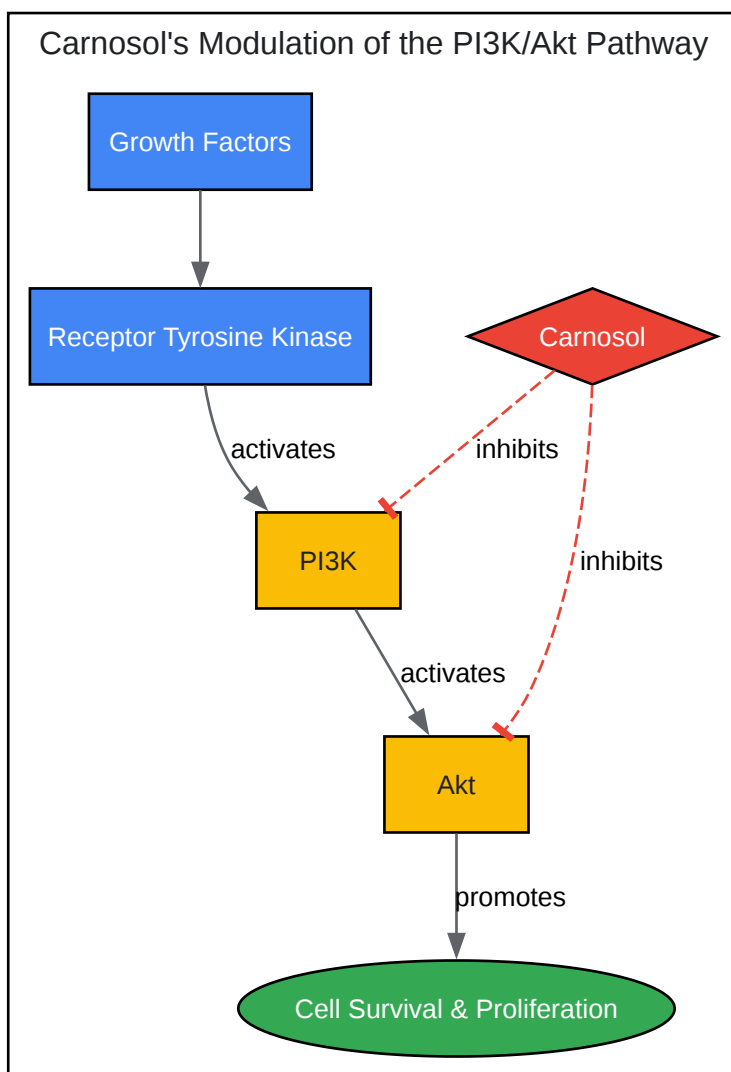 Carnosol's Modulation of the PI3K/Akt Pathway
Growth Factors
Receptor Tyrosine Kinase
Carnosol
activates
inhibits
PI3K
inhibits
activates
Akt
promotes
Cell Survival & Proliferation